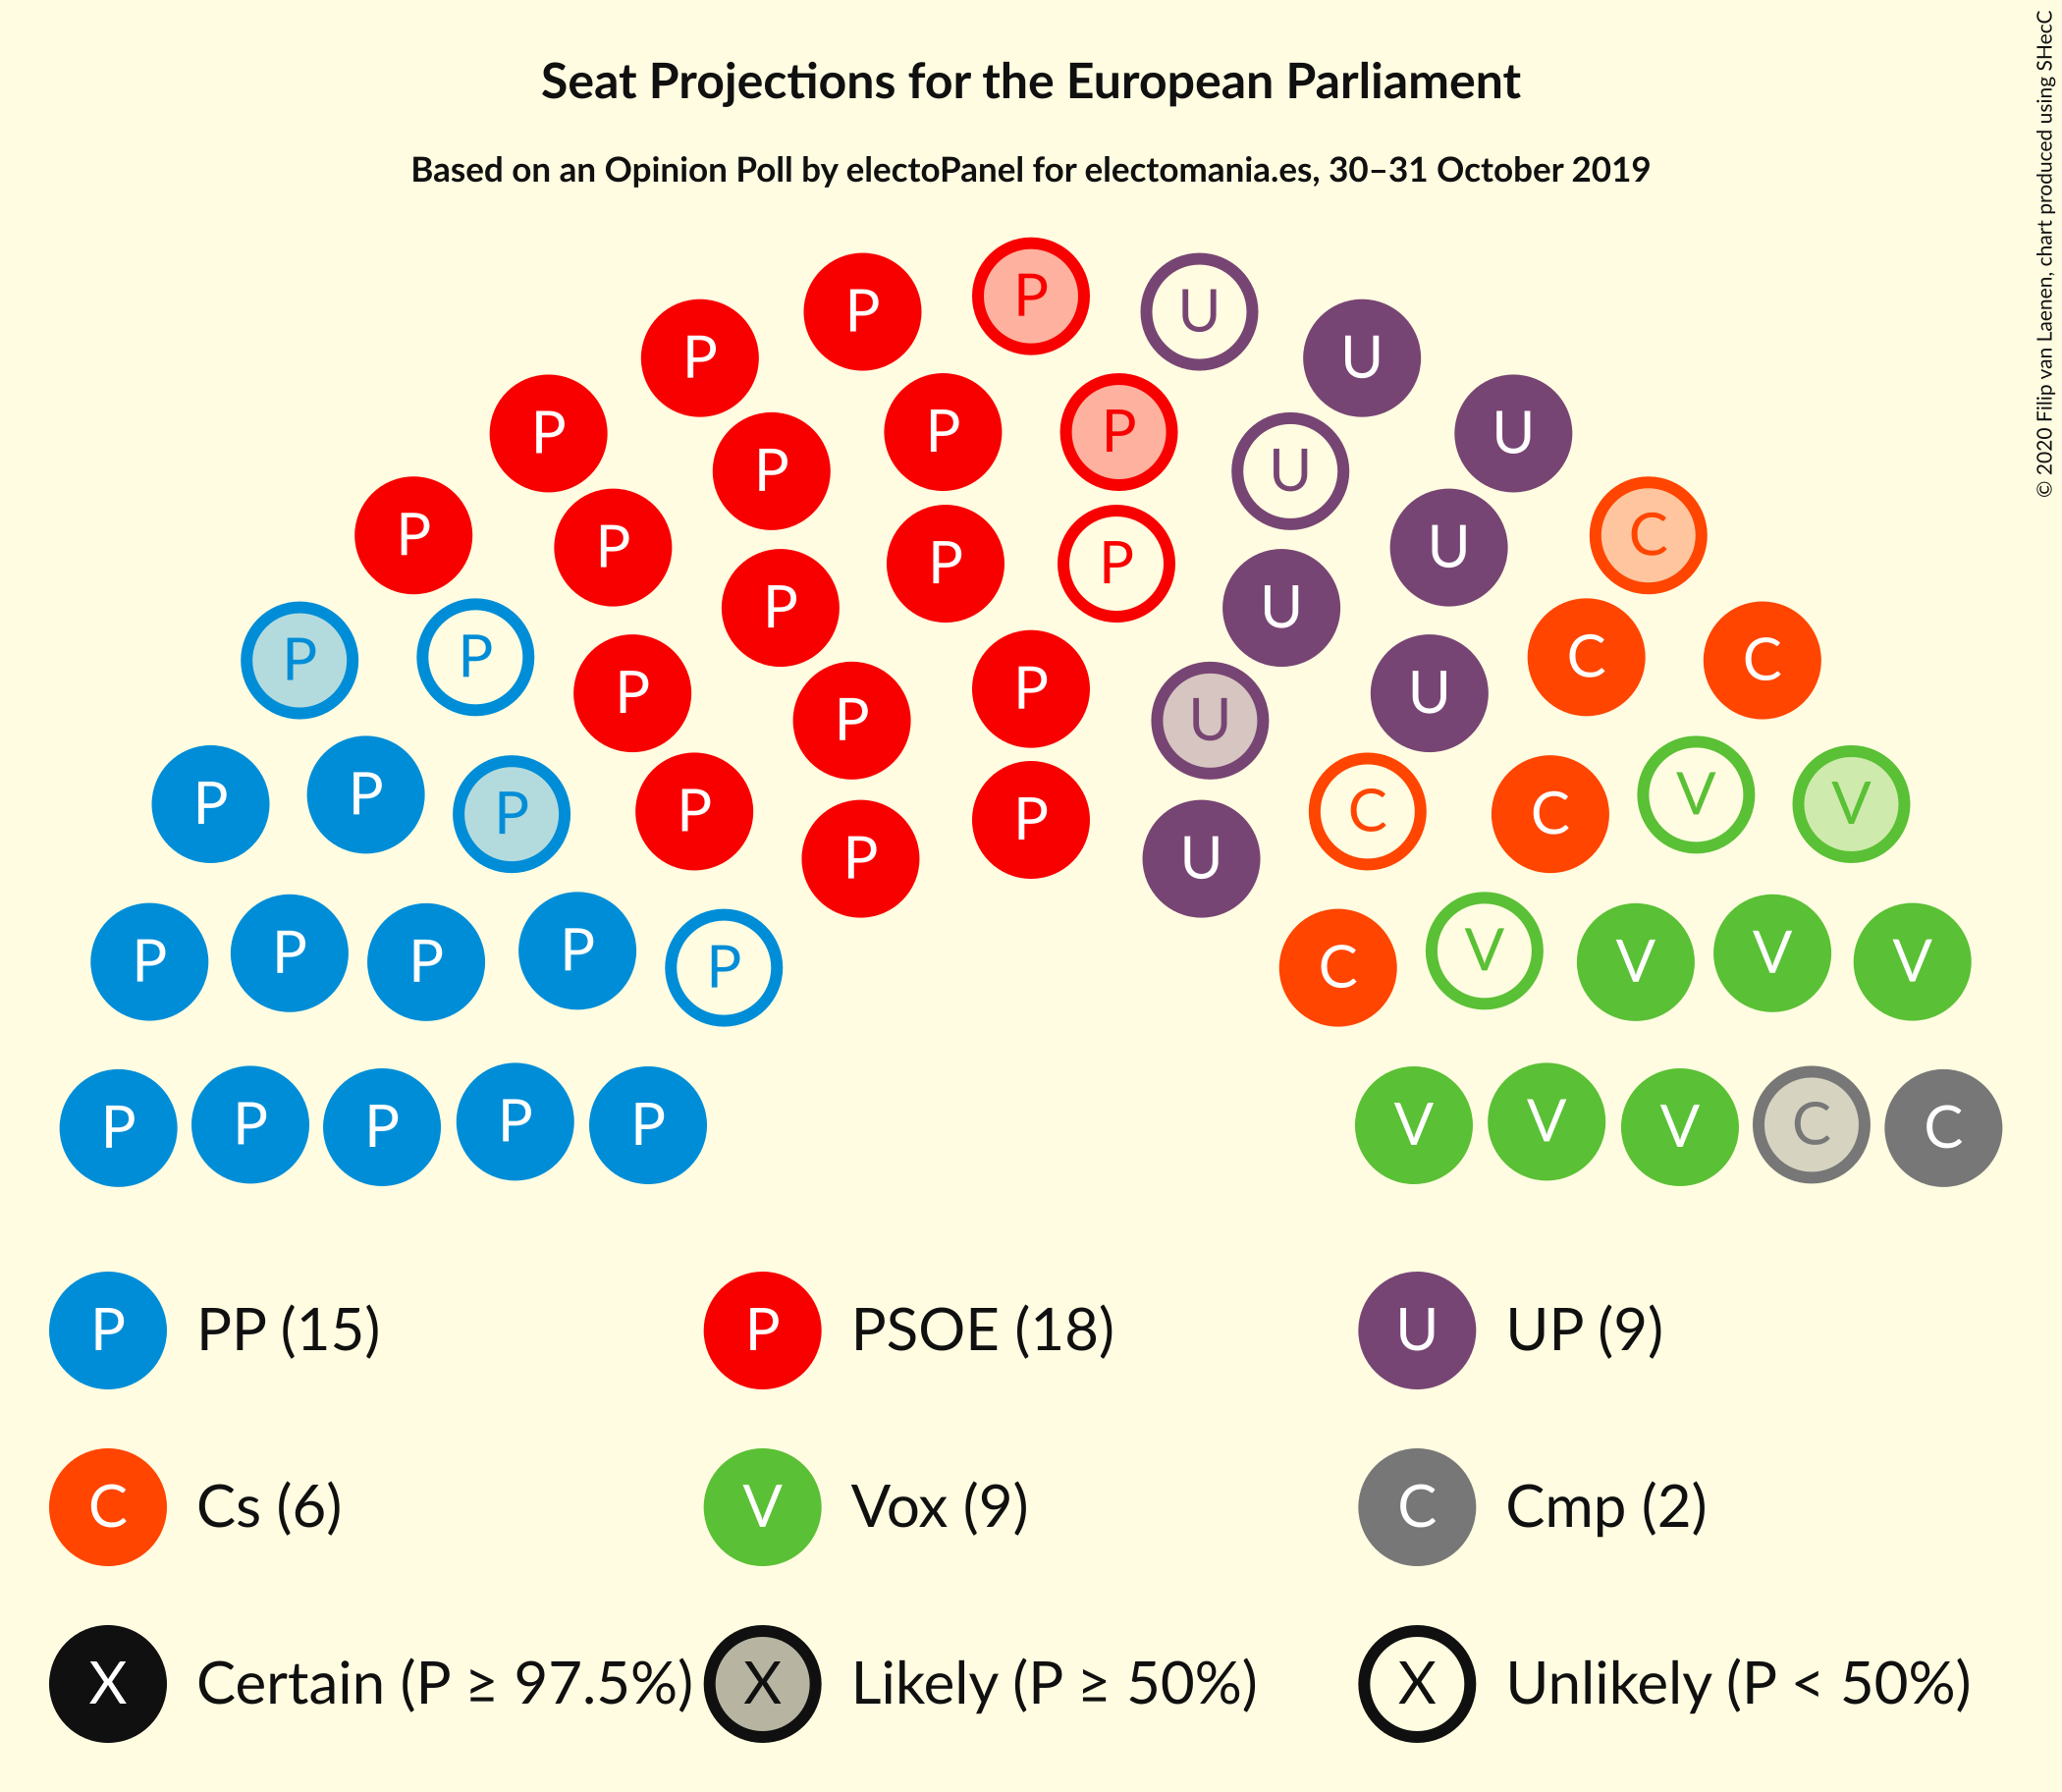 Seat Projections for the European Parliament
Based on an Opinion Poll by electoPanel for electomania.es, 30–31 October 2019
© 2020 Filip van Laenen, chart produced using SHecC
P U
P P U
P P P U
P U
P U
P P C
P P P U
P U
P P C C
P P
P U
P P V V
P P C C
P P U
P P P P P C V V V V
P P P P P V V V C C
P PP (15) P PSOE (18) U UP (9)
C Cs (6) V Vox (9) C Cmp (2)
X Certain (P ≥ 97.5%) X Likely (P ≥ 50%) X Unlikely (P < 50%)